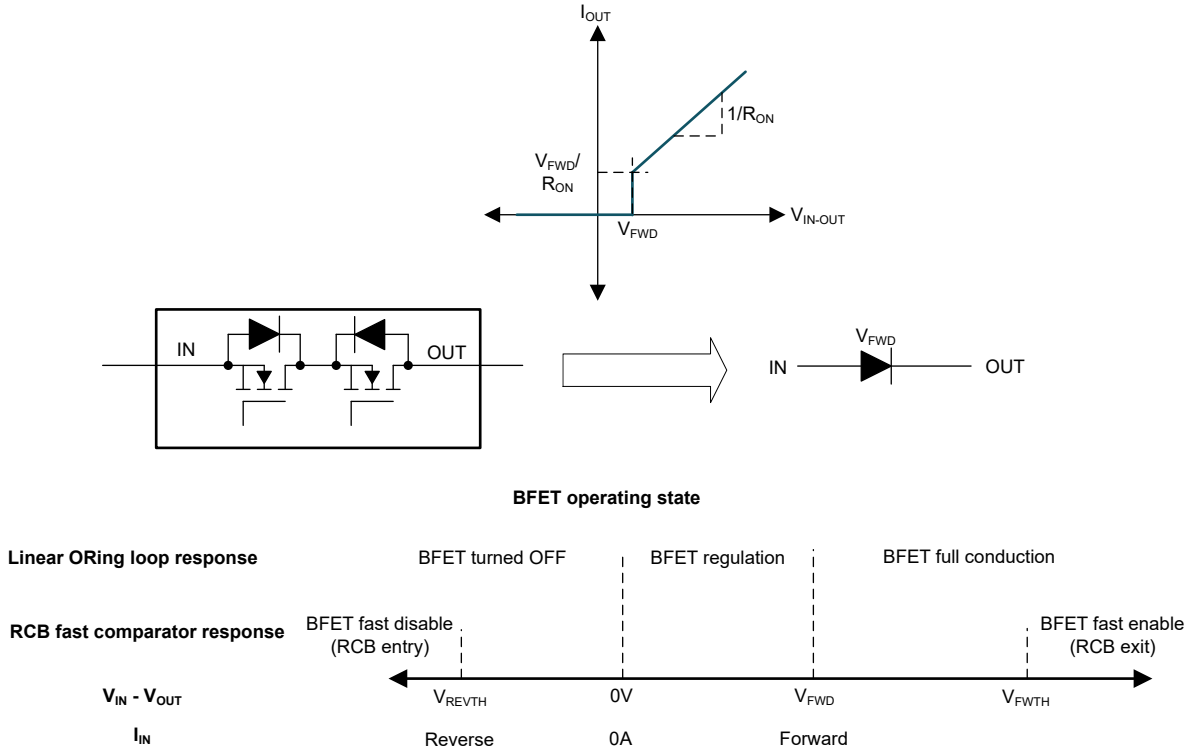 I_OUT
1/R_ON
V_FWD/
R_ON
V_IN-OUT
V_FWD
IN
OUT
V_FWD
IN
OUT
BFET operating state
Linear ORing loop response
BFET turned OFF
BFET regulation
BFET full conduction
RCB fast comparator response
BFET fast disable
(RCB entry)
BFET fast enable
(RCB exit)
V_IN - V_OUT
V_REVTH
0V
V_FWD
V_FWTH
I_IN
Reverse
0A
Forward